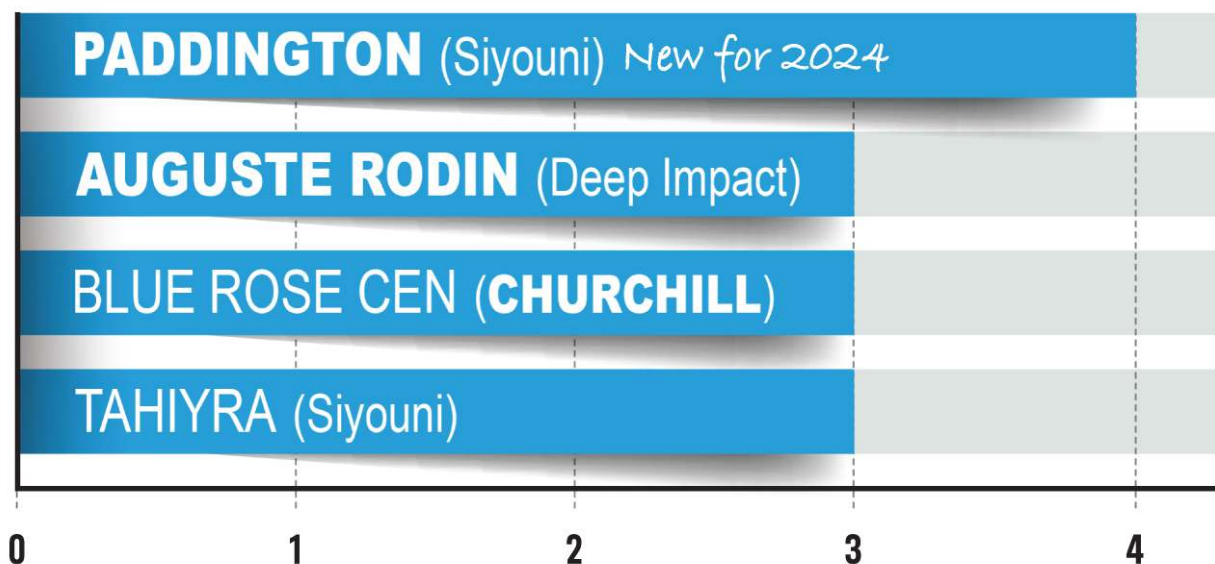 PADDINGTON (Siyouni) New for 2024
AUGUSTE RODIN (Deep Impact)
BLUE ROSE CEN (CHURCHILL)
TAHIYRA (Siyouni)
0 1 2 3 4